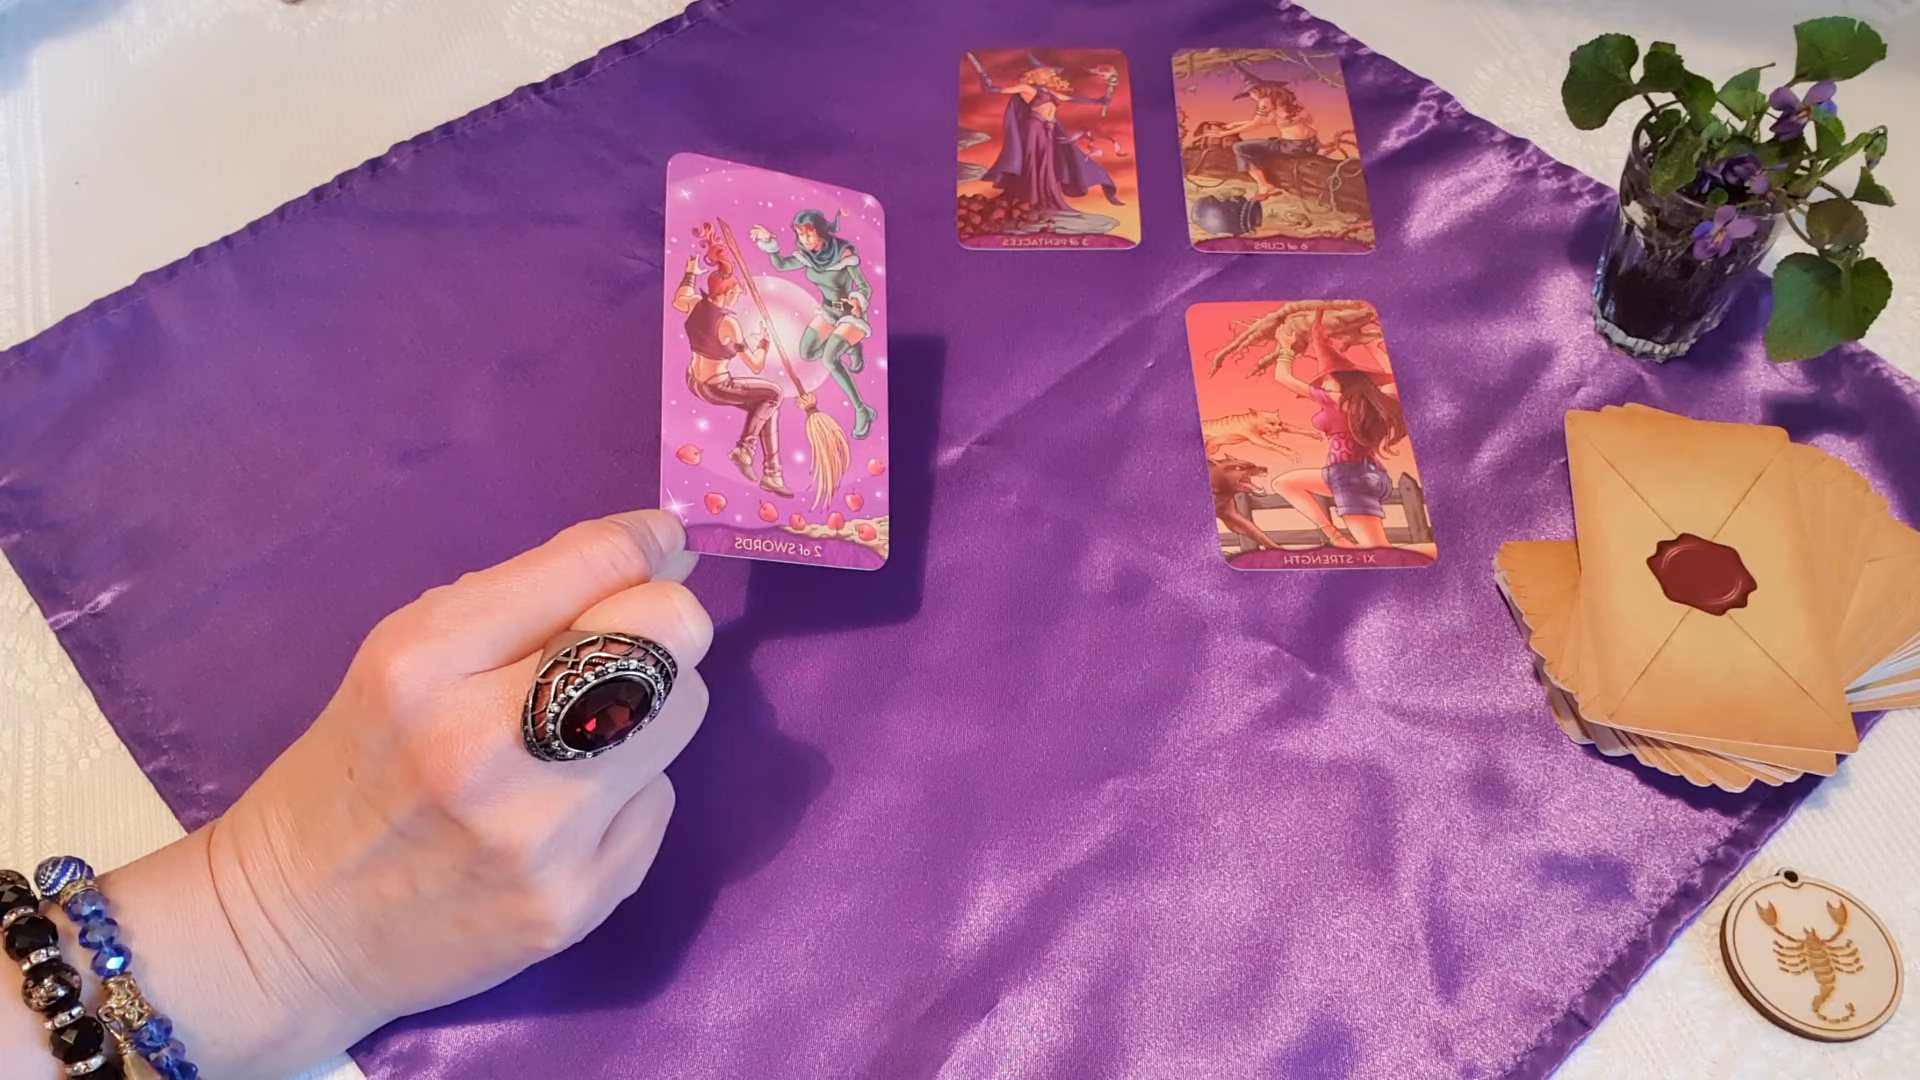 3 of PENTACLES
6 of CUPS
2 of SWORDS
XI - STRENGTH